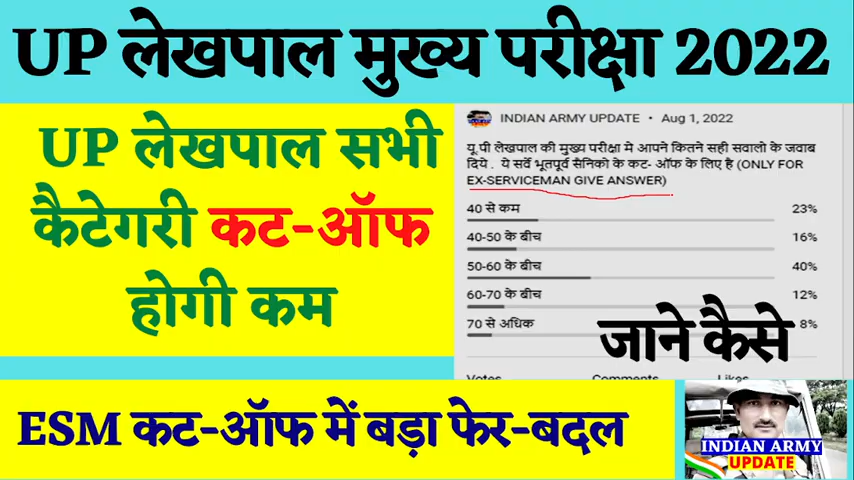 UP लेखपाल मुख्य परीक्षा 2022
UP लेखपाल सभी
कैटेगरी कट-ऑफ
होगी कम
INDIAN ARMY UPDATE • Aug 1, 2022
यू पी लेखपाल की मुख्य परीक्षा मे आपने कितने सही सवालो के जवाब
दिये . ये सर्वे भूतपूर्व सैनिको के कट- ऑफ के लिए है (ONLY FOR
EX-SERVICEMAN GIVE ANSWER)
40 से कम 23%
40-50 के बीच 16%
50-60 के बीच 40%
60-70 के बीच 12%
70 से अधिक 8%
जाने कैसे
Votes Comments Likes
ESM कट-ऑफ में बड़ा फेर-बदल
INDIAN ARMY
UPDATE